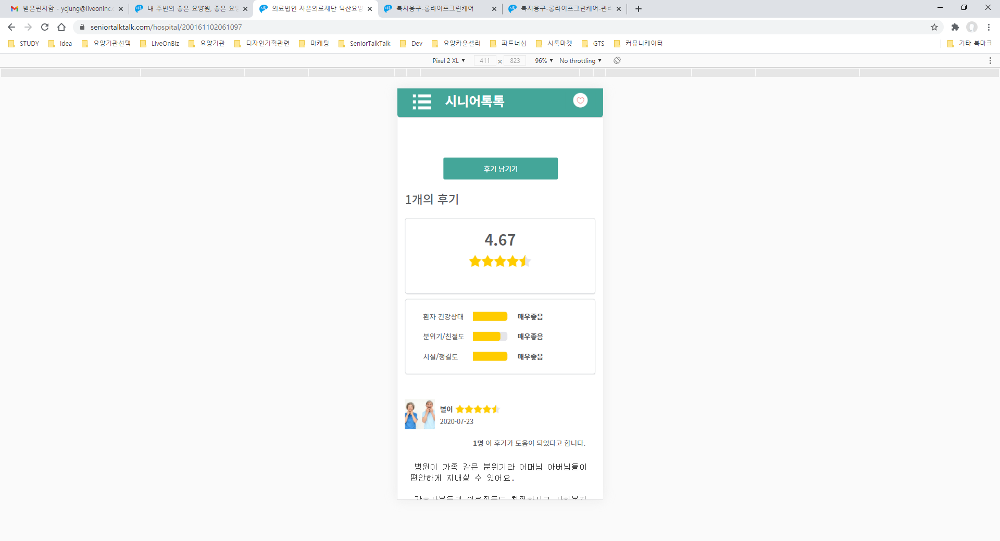 받은편지함 - ycjung@liveoninc.c
내 주변의 좋은 요양원, 좋은 요양
의료법인 자은의료재단 덕산요양
복지용구-롱라이프그린케어
복지용구-롱라이프그린케어-관리
seniortalktalk.com/hospital/200161102061097
STUDY Idea 요양기관선택 LiveOnBiz 요양기관 디자인기획관련 마케팅 SeniorTalkTalk Dev 요양카운셀러 파트너십 시톡마켓 GTS 커뮤니케이터 기타 북마크
Pixel 2 XL ▼ 411 × 823 96% ▼ No throttling ▼
시니어톡톡
후기 남기기
1개의 후기
4.67
환자 건강상태 매우좋음
분위기/친절도 매우좋음
시설/청결도 매우좋음
별이
2020-07-23
1명 이 후기가 도움이 되었다고 합니다.
병원이 가족 같은 분위기라 어머님 아버님들이
편안하게 지내실 수 있어요.